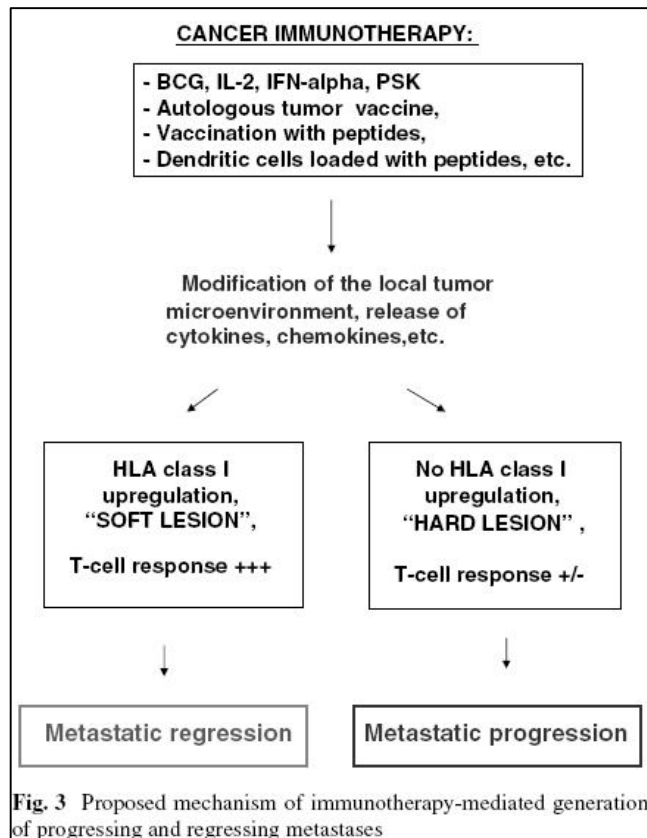 CANCER IMMUNOTHERAPY:
- BCG, IL-2, IFN-alpha, PSK
- Autologous tumor vaccine,
- Vaccination with peptides,
- Dendritic cells loaded with peptides, etc.
Modification of the local tumor
microenvironment, release of
cytokines, chemokines,etc.
HLA class I
upregulation,
“SOFT LESION”,
T-cell response +++
No HLA class I
upregulation,
“HARD LESION” ,
T-cell response +/-
Metastatic regression
Metastatic progression
Fig. 3 Proposed mechanism of immunotherapy-mediated generation
of progressing and regressing metastases